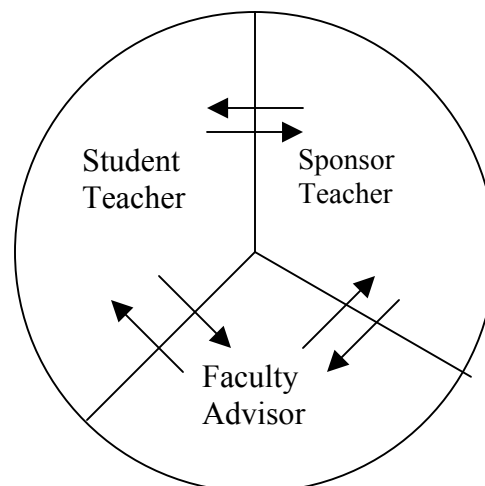 Student
Teacher
Sponsor
Teacher
Faculty
Advisor